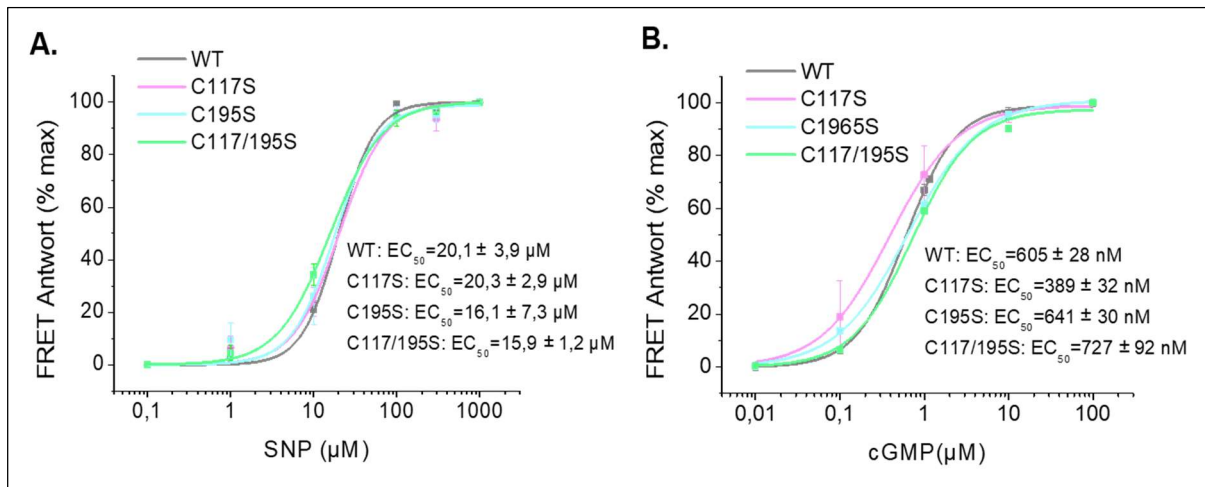 A.
WT
C117S
C195S
C117/195S
FRET Antwort (% max)
100
80
60
40
20
0
WT: EC50=20,1 ± 3,9 µM
C117S: EC50=20,3 ± 2,9 µM
C195S: EC50=16,1 ± 7,3 µM
C117/195S: EC50=15,9 ± 1,2 µM
0,1 1 10 100 1000
SNP (µM)
B.
WT
C117S
C1965S
C117/195S
FRET Antwort (% max)
100
80
60
40
20
0
WT: EC50=605 ± 28 nM
C117S: EC50=389 ± 32 nM
C195S: EC50=641 ± 30 nM
C117/195S: EC50=727 ± 92 nM
0,01 0,1 1 10 100
cGMP(µM)